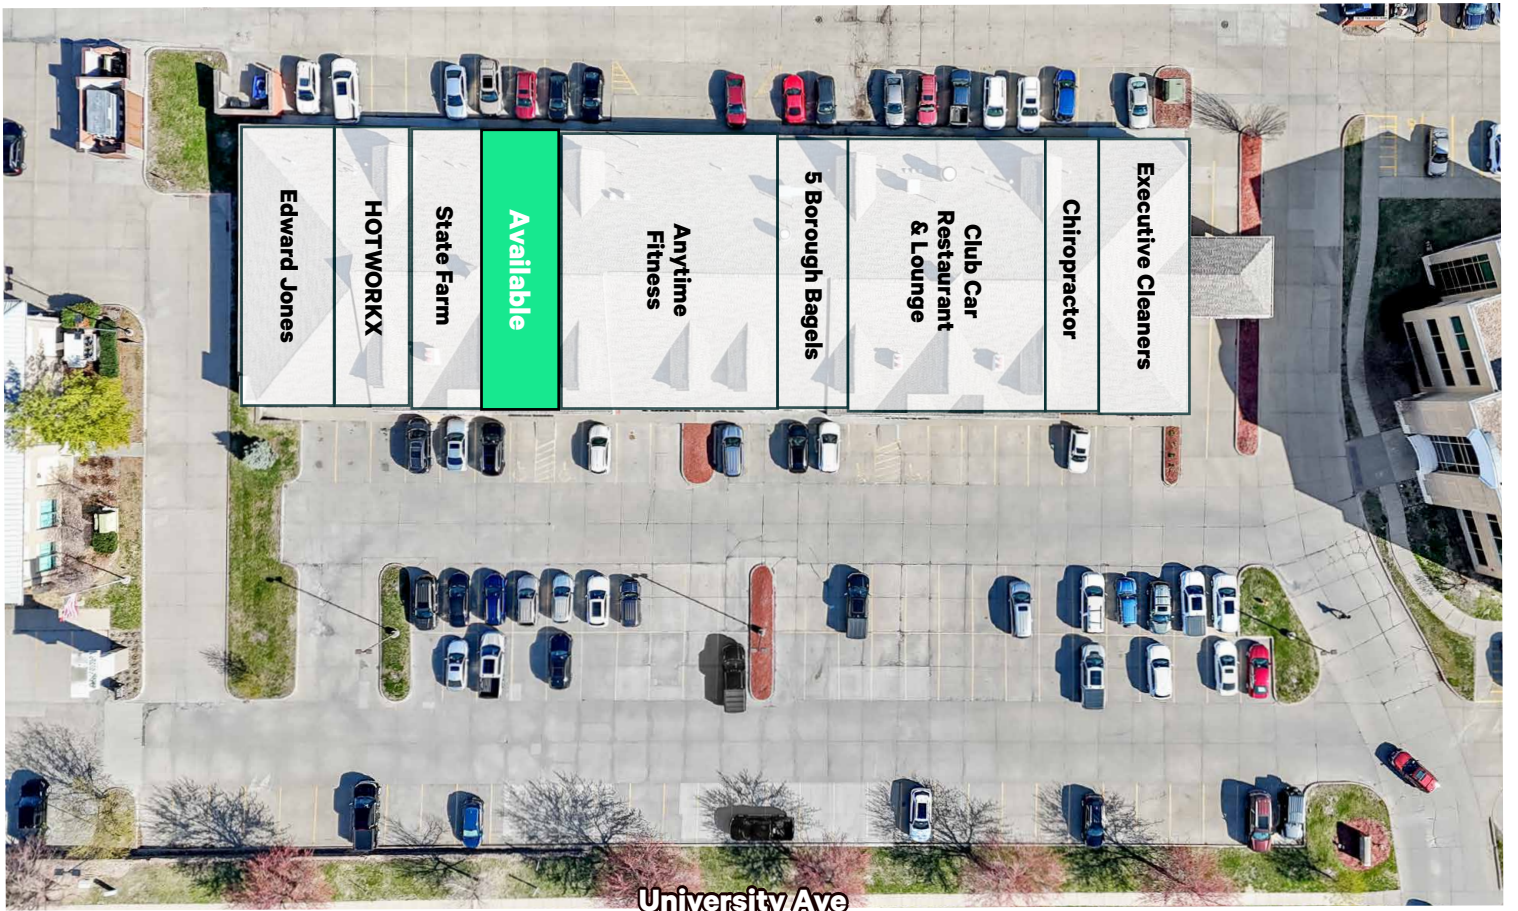 Edward Jones
HOTWORKX
State Farm
Available
Anytime
Fitness
5 Borough Bagels
Club Car
Restaurant
& Lounge
Chiropractor
Executive Cleaners
University Ave